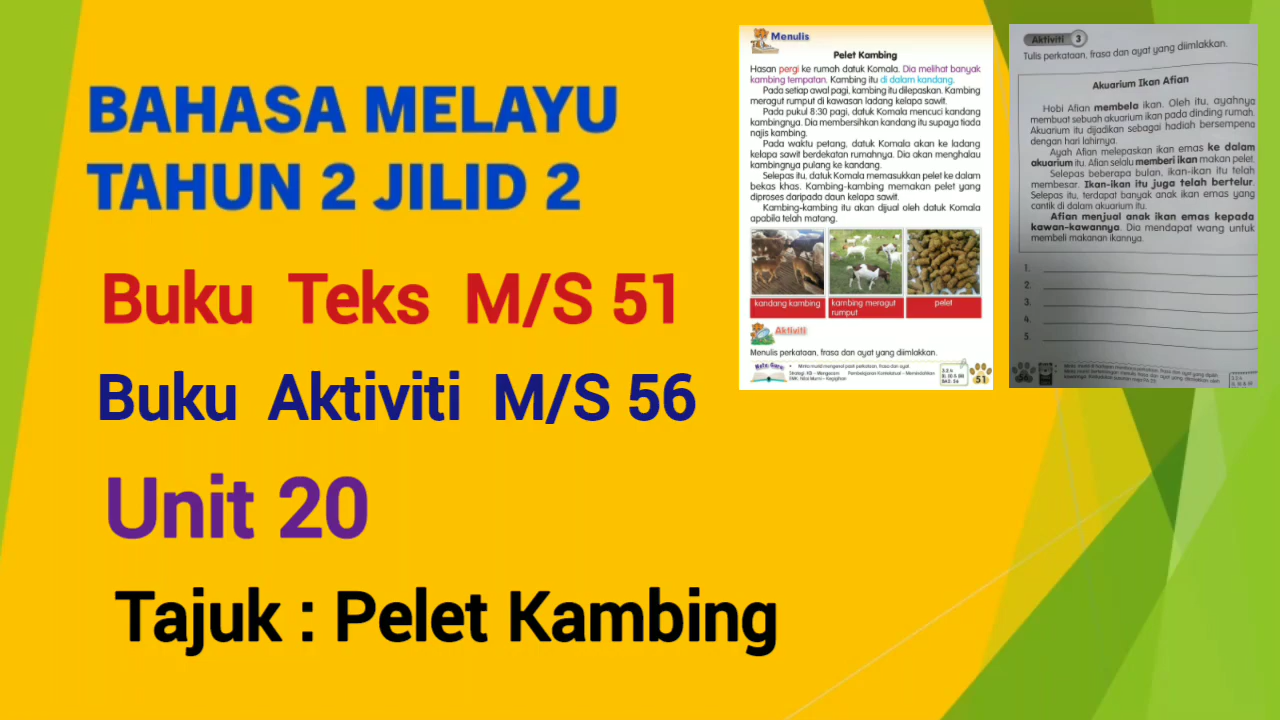 BAHASA MELAYU
TAHUN 2 JILID 2
Buku Teks M/S 51
Buku Aktiviti M/S 56
Unit 20
Tajuk : Pelet Kambing
Menulis
Pelet Kambing
Hasan pergi ke rumah datuk Komala. Dia melihat banyak
kambing tempatan. Kambing itu di dalam kandang.
Pada setiap awal pagi, kambing itu dilepaskan. Kambing
meragut rumput di kawasan ladang kelapa sawit.
Pada pukul 8:30 pagi, datuk Komala mencuci kandang
kambingnya. Dia membersihkan kandang itu supaya tiada
najis kambing.
Pada waktu petang, datuk Komala akan ke ladang
kelapa sawit berdekatan rumahnya. Dia akan menghalau
kambingnya pulang ke kandang.
Selepas itu, datuk Komala memasukkan pelet ke dalam
bekas khas. Kambing-kambing memakan pelet yang
diproses daripada daun kelapa sawit.
Kambing-kambing itu akan dijual oleh datuk Komala
apabila telah matang.
kandang kambing
kambing meragut
rumput
pelet
Aktiviti
Menulis perkataan, frasa dan ayat yang diimlakkan.
51
Aktiviti 3
Tulis perkataan, frasa dan ayat yang diimlakkan.
Akuarium Ikan Afian
Hobi Afian membela ikan. Oleh itu, ayahnya
membuat sebuah akuarium ikan pada dinding rumah.
Akuarium itu dijadikan sebagai hadiah bersempena
dengan hari lahirnya.
Ayah Afian melepaskan ikan emas ke dalam
akuarium itu. Afian selalu memberi ikan makan pelet.
Selepas beberapa bulan, ikan-ikan itu telah
membesar. Ikan-ikan itu juga telah bertelur.
Selepas itu, terdapat banyak anak ikan emas yang
cantik di dalam akuarium itu.
Afian menjual anak ikan emas kepada
kawan-kawannya. Dia mendapat wang untuk
membeli makanan ikannya.
1.
2.
3.
4.
5.